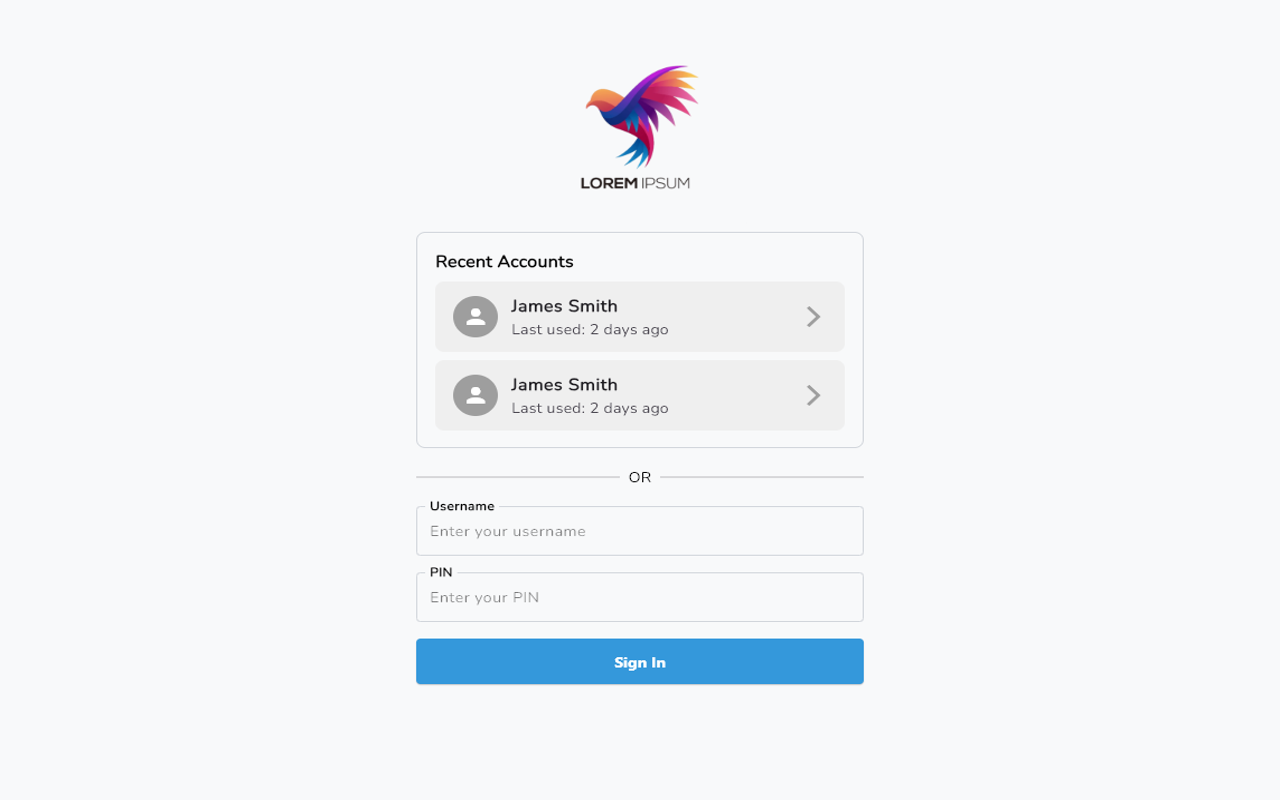 LOREM IPSUM
Recent Accounts
James Smith
Last used: 2 days ago
James Smith
Last used: 2 days ago
OR
Username
Enter your username
PIN
Enter your PIN
Sign In